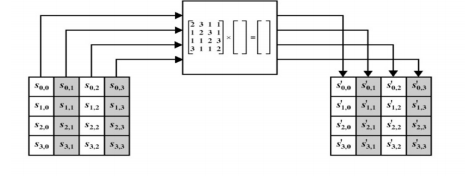 2 3 1 1
1 2 3 1
1 1 2 3
3 1 1 2
× =
s0,0 s0,1 s0,2 s0,3
s1,0 s1,1 s1,2 s1,3
s2,0 s2,1 s2,2 s2,3
s3,0 s3,1 s3,2 s3,3
s'0,0 s'0,1 s'0,2 s'0,3
s'1,0 s'1,1 s'1,2 s'1,3
s'2,0 s'2,1 s'2,2 s'2,3
s'3,0 s'3,1 s'3,2 s'3,3